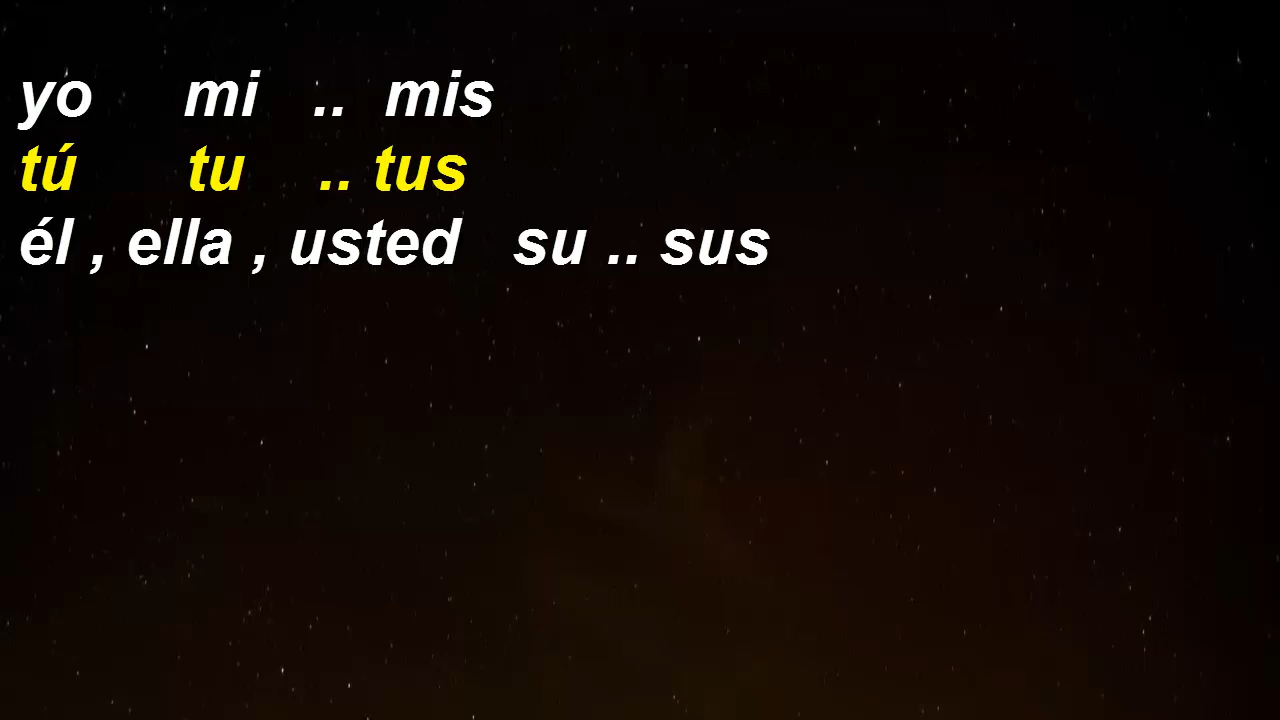 yo mi .. mis
tú tu .. tus
él , ella , usted su .. sus